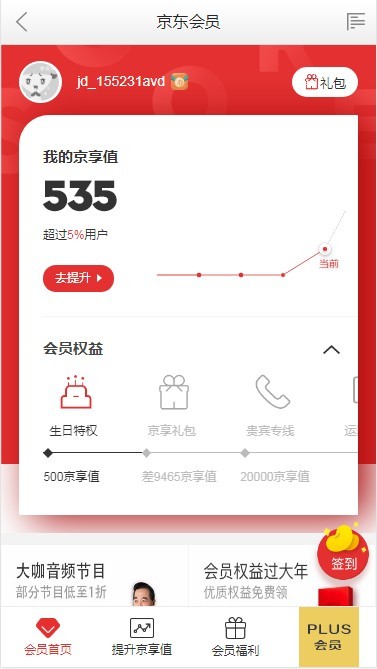 京东会员
jd_155231avd
礼包
我的京享值
535
超过5%用户
去提升
当前
会员权益
生日特权
京享礼包
贵宾专线
500京享值
差9465京享值
20000京享值
签到
大咖音频节目
部分节目低至1折
会员权益过大年
优质权益免费领
会员首页
提升京享值
会员福利
PLUS
会员